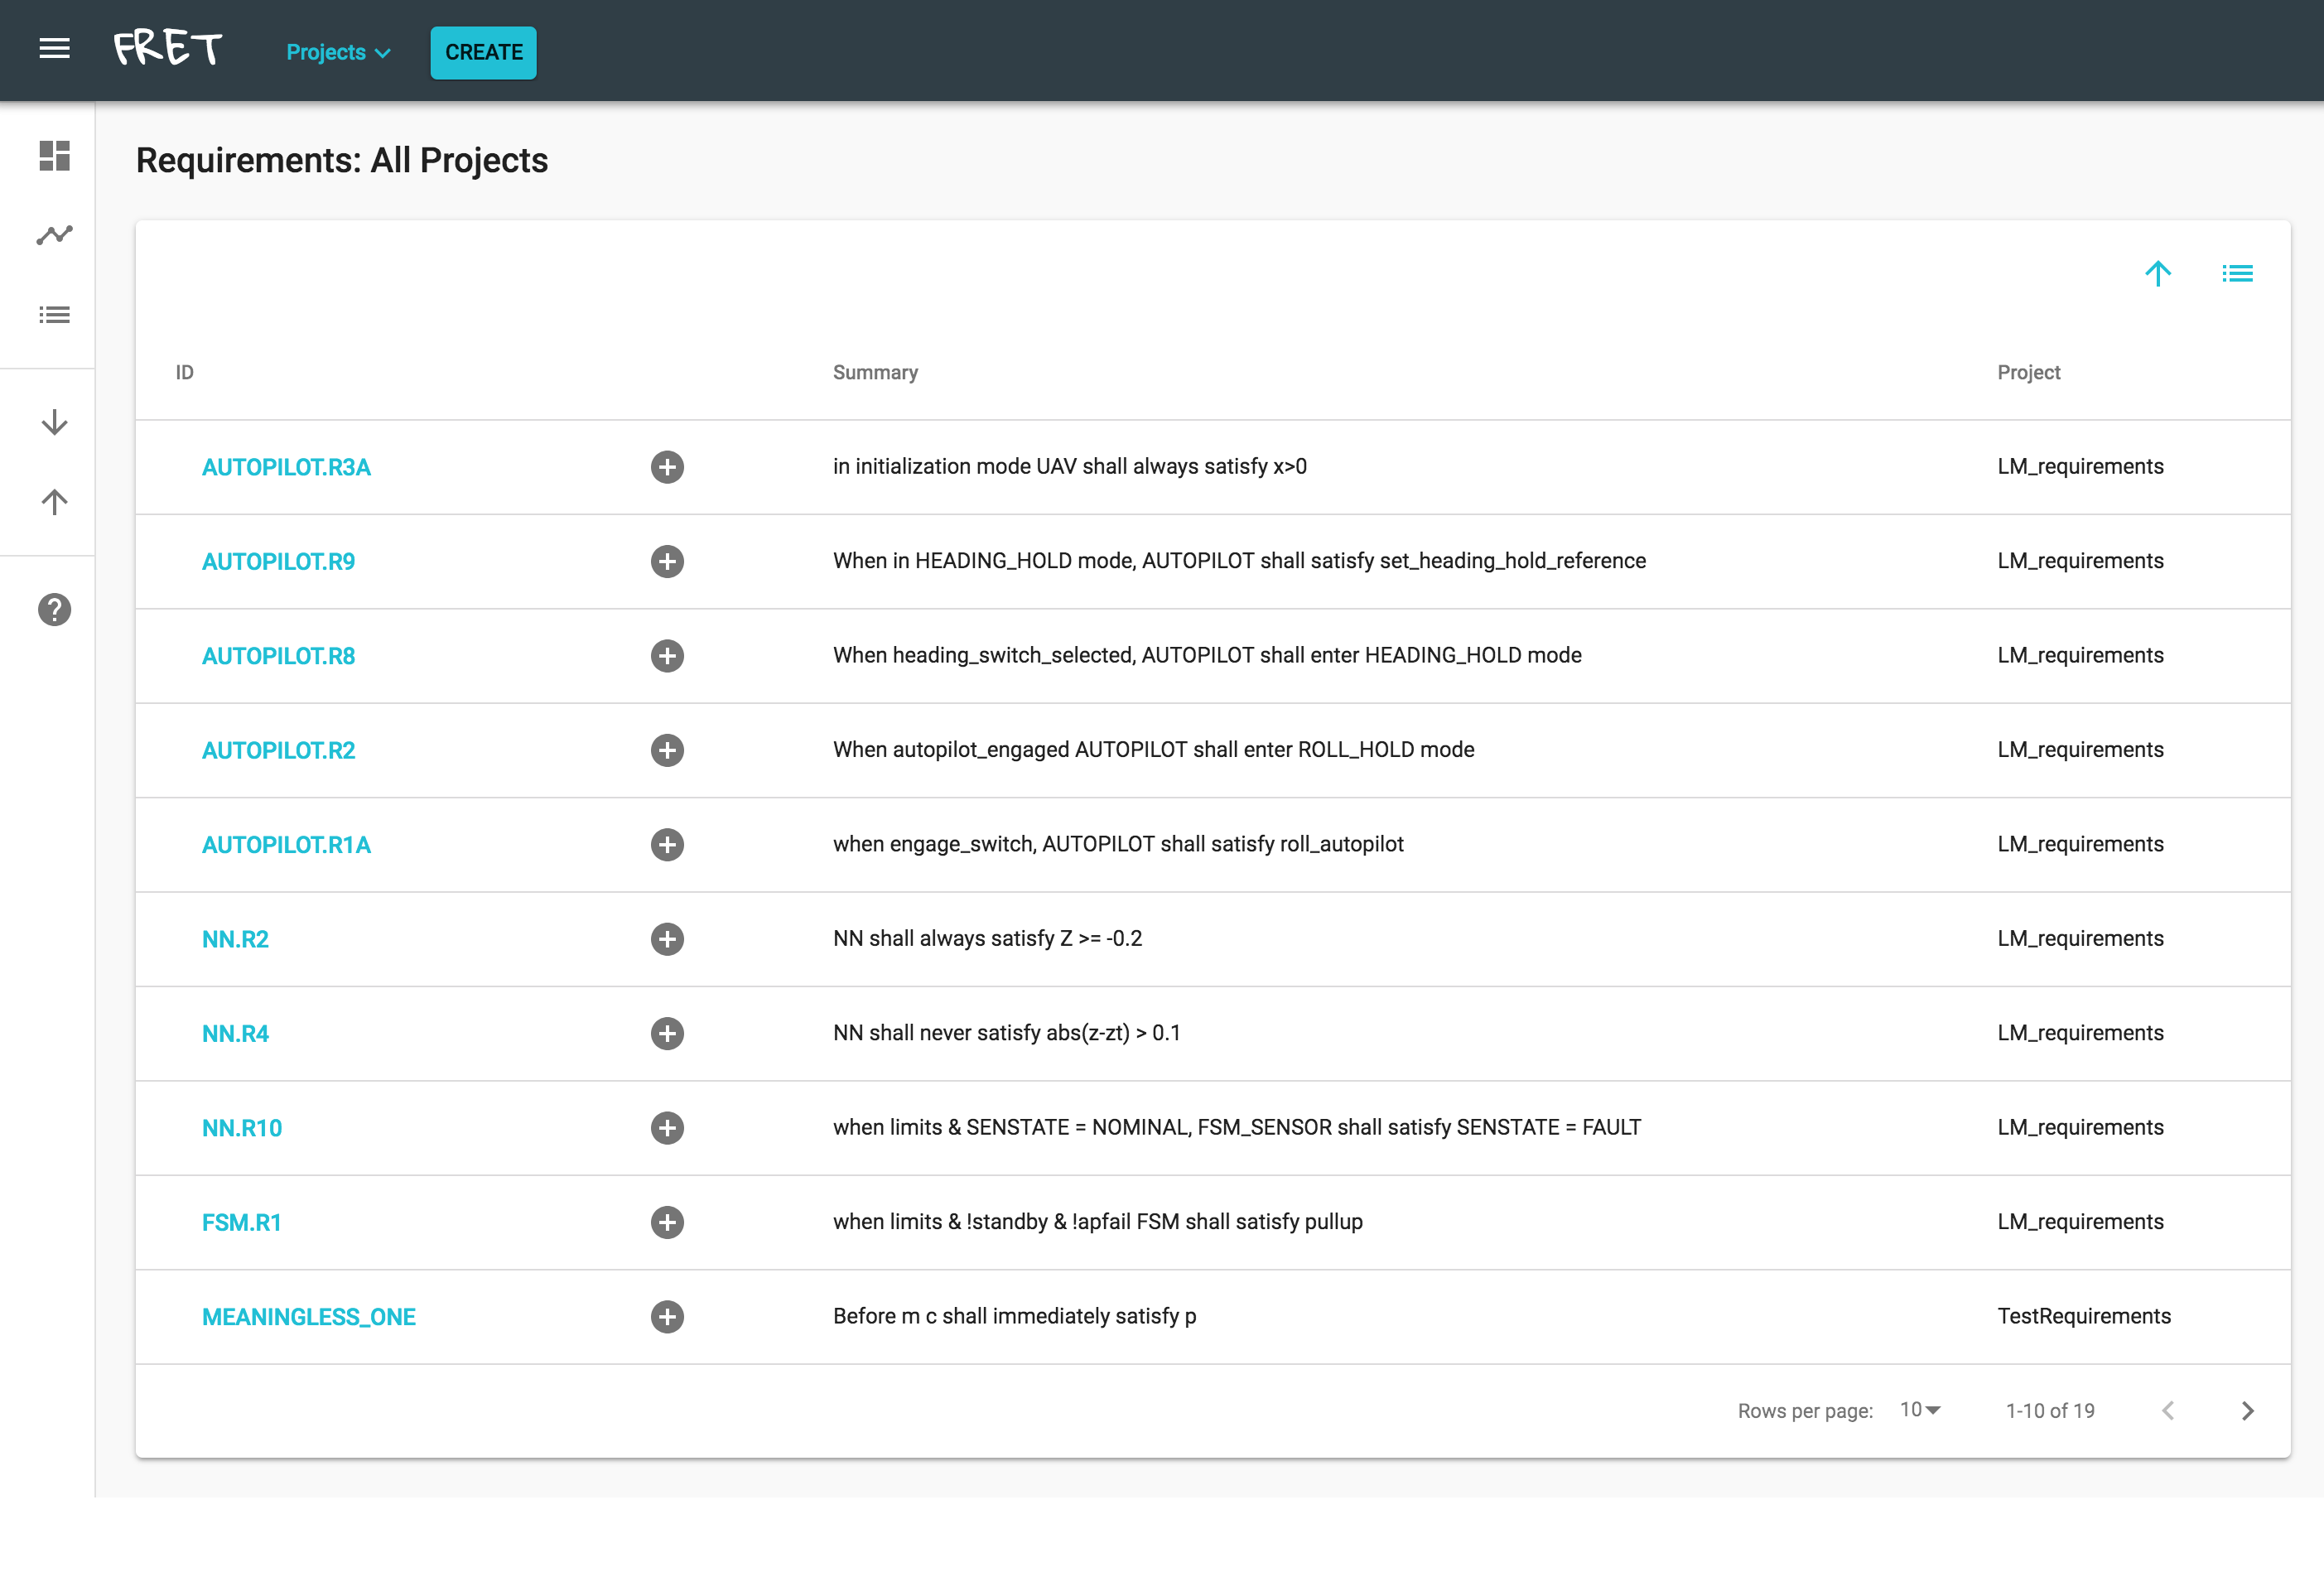 FRET Projects CREATE
Requirements: All Projects
ID Summary Project
AUTOPILOT.R3A in initialization mode UAV shall always satisfy x>0 LM_requirements
AUTOPILOT.R9 When in HEADING_HOLD mode, AUTOPILOT shall satisfy set_heading_hold_reference LM_requirements
AUTOPILOT.R8 When heading_switch_selected, AUTOPILOT shall enter HEADING_HOLD mode LM_requirements
AUTOPILOT.R2 When autopilot_engaged AUTOPILOT shall enter ROLL_HOLD mode LM_requirements
AUTOPILOT.R1A when engage_switch, AUTOPILOT shall satisfy roll_autopilot LM_requirements
NN.R2 NN shall always satisfy Z >= -0.2 LM_requirements
NN.R4 NN shall never satisfy abs(z-zt) > 0.1 LM_requirements
NN.R10 when limits & SENSTATE = NOMINAL, FSM_SENSOR shall satisfy SENSTATE = FAULT LM_requirements
FSM.R1 when limits & !standby & !apfail FSM shall satisfy pullup LM_requirements
MEANINGLESS_ONE Before m c shall immediately satisfy p TestRequirements
Rows per page: 10 1-10 of 19